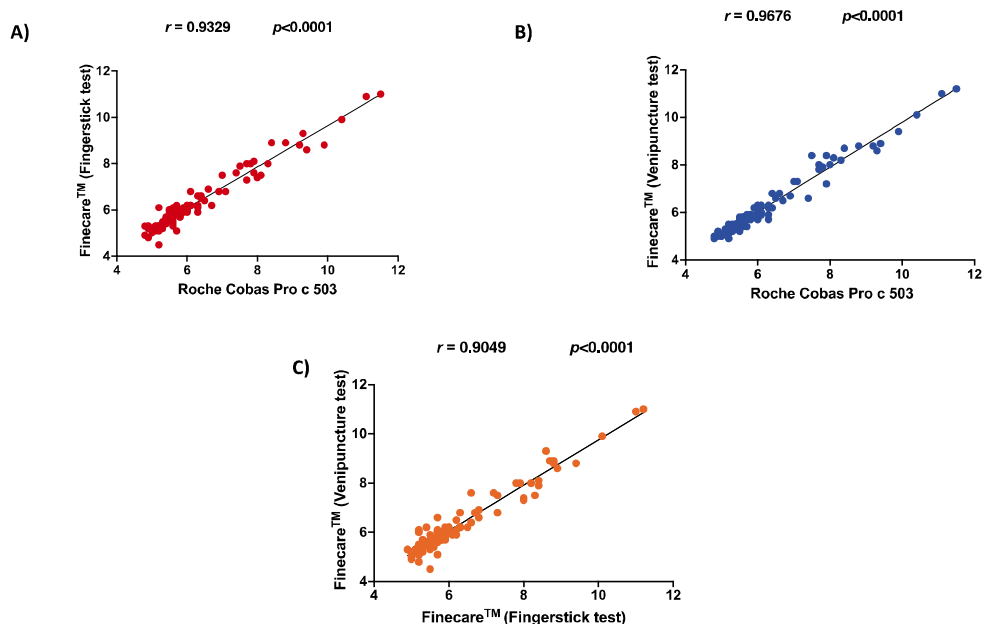 A)
r = 0.9329 p<0.0001
Finecare™ (Fingerstick test)
12
10
8
6
4
4 6 8 10 12
Roche Cobas Pro c 503
B)
r = 0.9676 p<0.0001
Finecare™ (Venipuncture test)
12
10
8
6
4
4 6 8 10 12
Roche Cobas Pro c 503
C)
r = 0.9049 p<0.0001
Finecare™ (Venipuncture test)
12
10
8
6
4
4 6 8 10 12
Finecare™ (Fingerstick test)